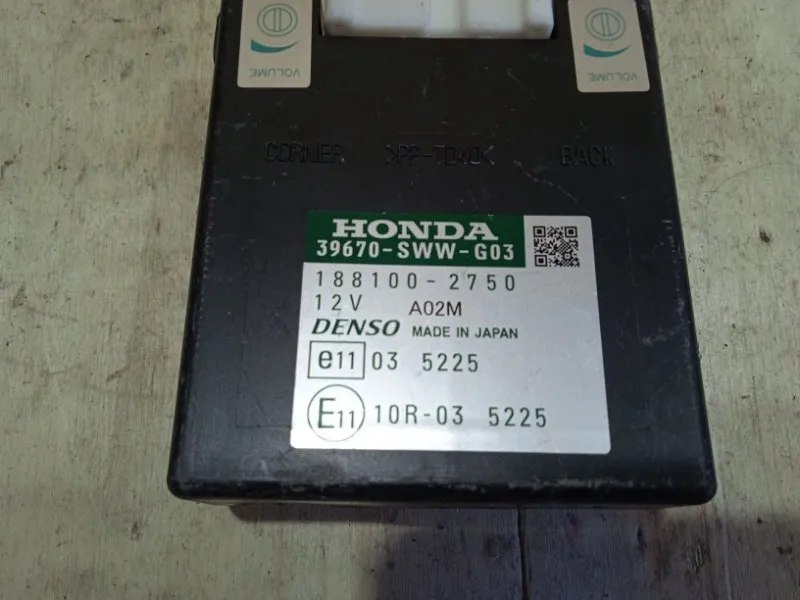 VOLUME
VOLUME
CORNER >PP-TD40< BACK
HONDA
39670-SWW-G03
188100-2750
12V A02M
DENSO MADE IN JAPAN
e11 03 5225
E11 10R-03 5225